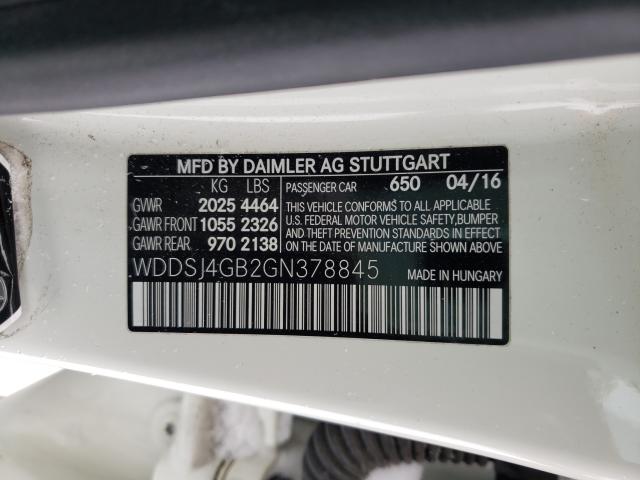 MFD BY DAIMLER AG STUTTGART
KG LBS
GVWR 2025 4464
GAWR FRONT 1055 2326
GAWR REAR 970 2138
PASSENGER CAR 650 04/16
THIS VEHICLE CONFORMS TO ALL APPLICABLE
U.S. FEDERAL MOTOR VEHICLE SAFETY, BUMPER
AND THEFT PREVENTION STANDARDS IN EFFECT
ON THE DATE OF MANUFACTURE SHOWN ABOVE.
WDDSJ4GB2GN378845
MADE IN HUNGARY